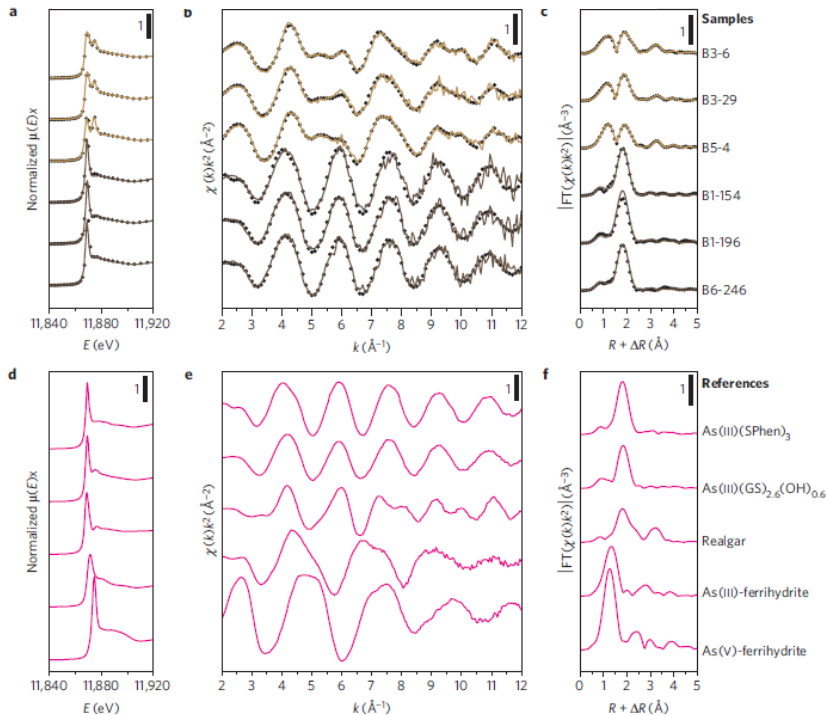 a
b
c
1
1
1
Samples
B3-6
B3-29
B5-4
B1-154
B1-196
B6-246
Normalized μ(E)x
χ(k)k² (Å⁻²)
|FT(χ(k)k²)| (Å⁻³)
11,840 11,880 11,920
2 3 4 5 6 7 8 9 10 11 12
0 1 2 3 4 5
E (eV)
k (Å⁻¹)
R + ΔR (Å)
d
e
f
1
1
1
References
As(III)(SPhen)₃
As(III)(GS)₂.₆(OH)₀.₆
Realgar
As(III)-ferrihydrite
As(V)-ferrihydrite
Normalized μ(E)x
χ(k)k² (Å⁻²)
|FT(χ(k)k²)| (Å⁻³)
11,840 11,880 11,920
2 3 4 5 6 7 8 9 10 11 12
0 1 2 3 4 5
E (eV)
k (Å⁻¹)
R + ΔR (Å)